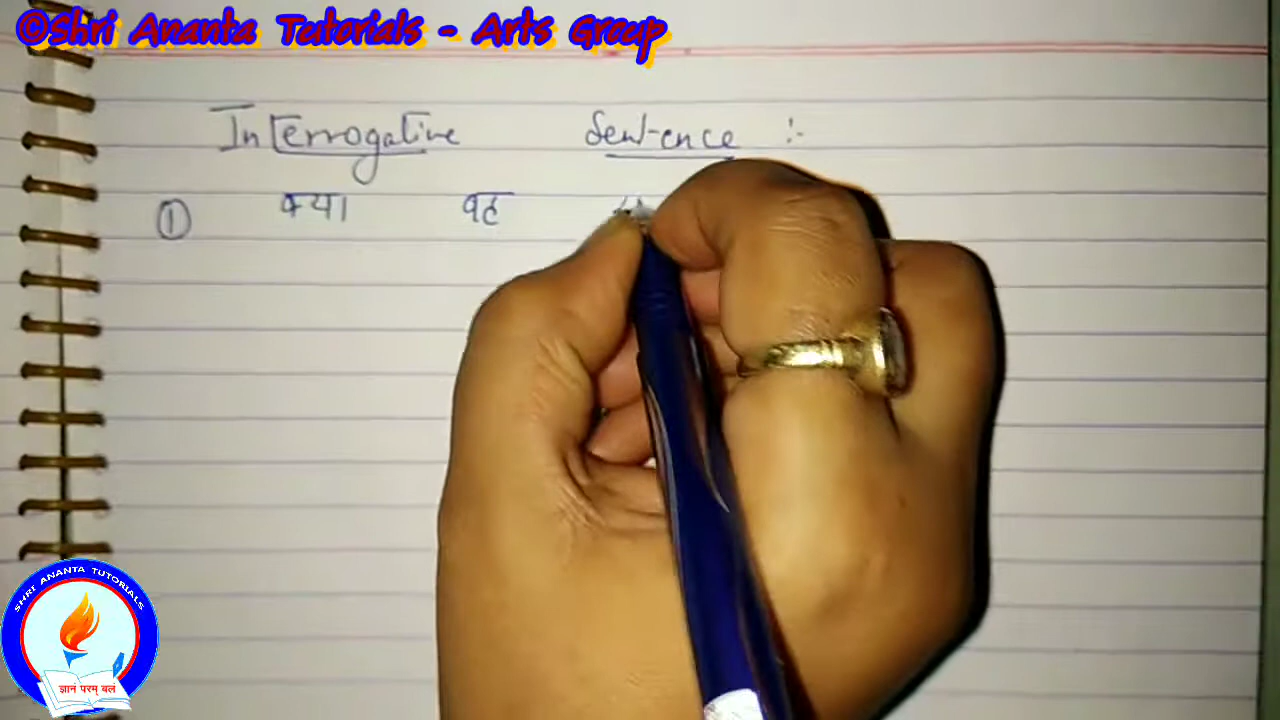 ©Shri Ananta Tutorials - Arts Group
Interrogative Sentence :-
① क्या वह
SHRI ANANTA TUTORIALS
ज्ञानं परम् बलं